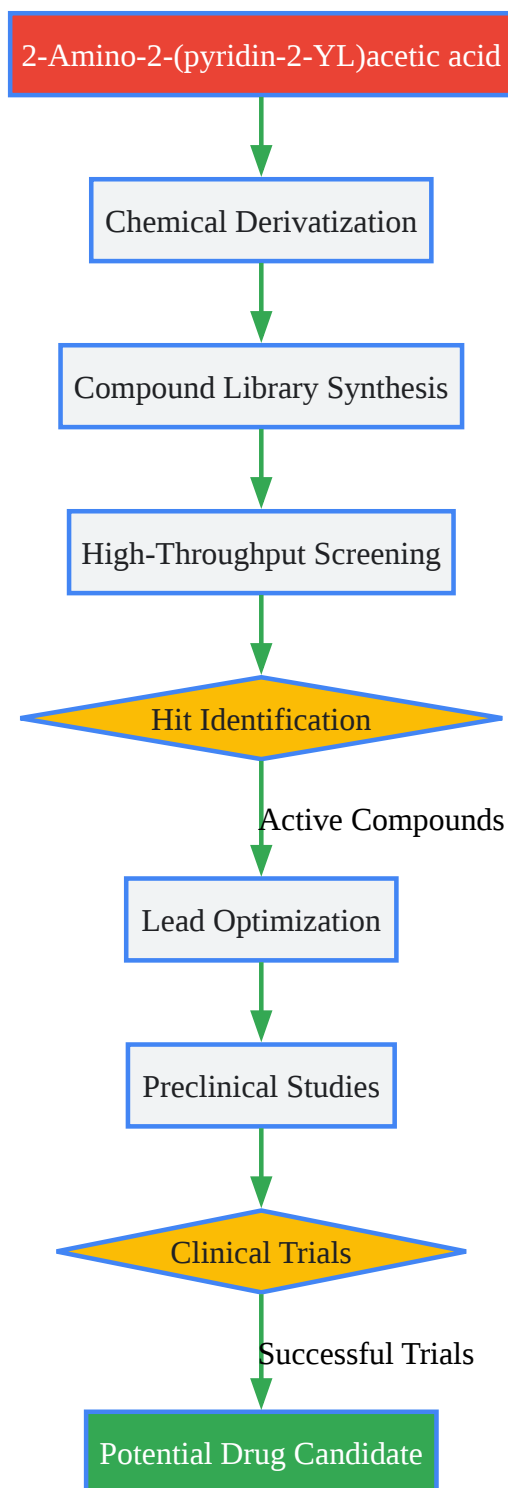 2-Amino-2-(pyridin-2-YL)acetic acid
Chemical Derivatization
Compound Library Synthesis
High-Throughput Screening
Hit Identification
Active Compounds
Lead Optimization
Preclinical Studies
Clinical Trials
Successful Trials
Potential Drug Candidate